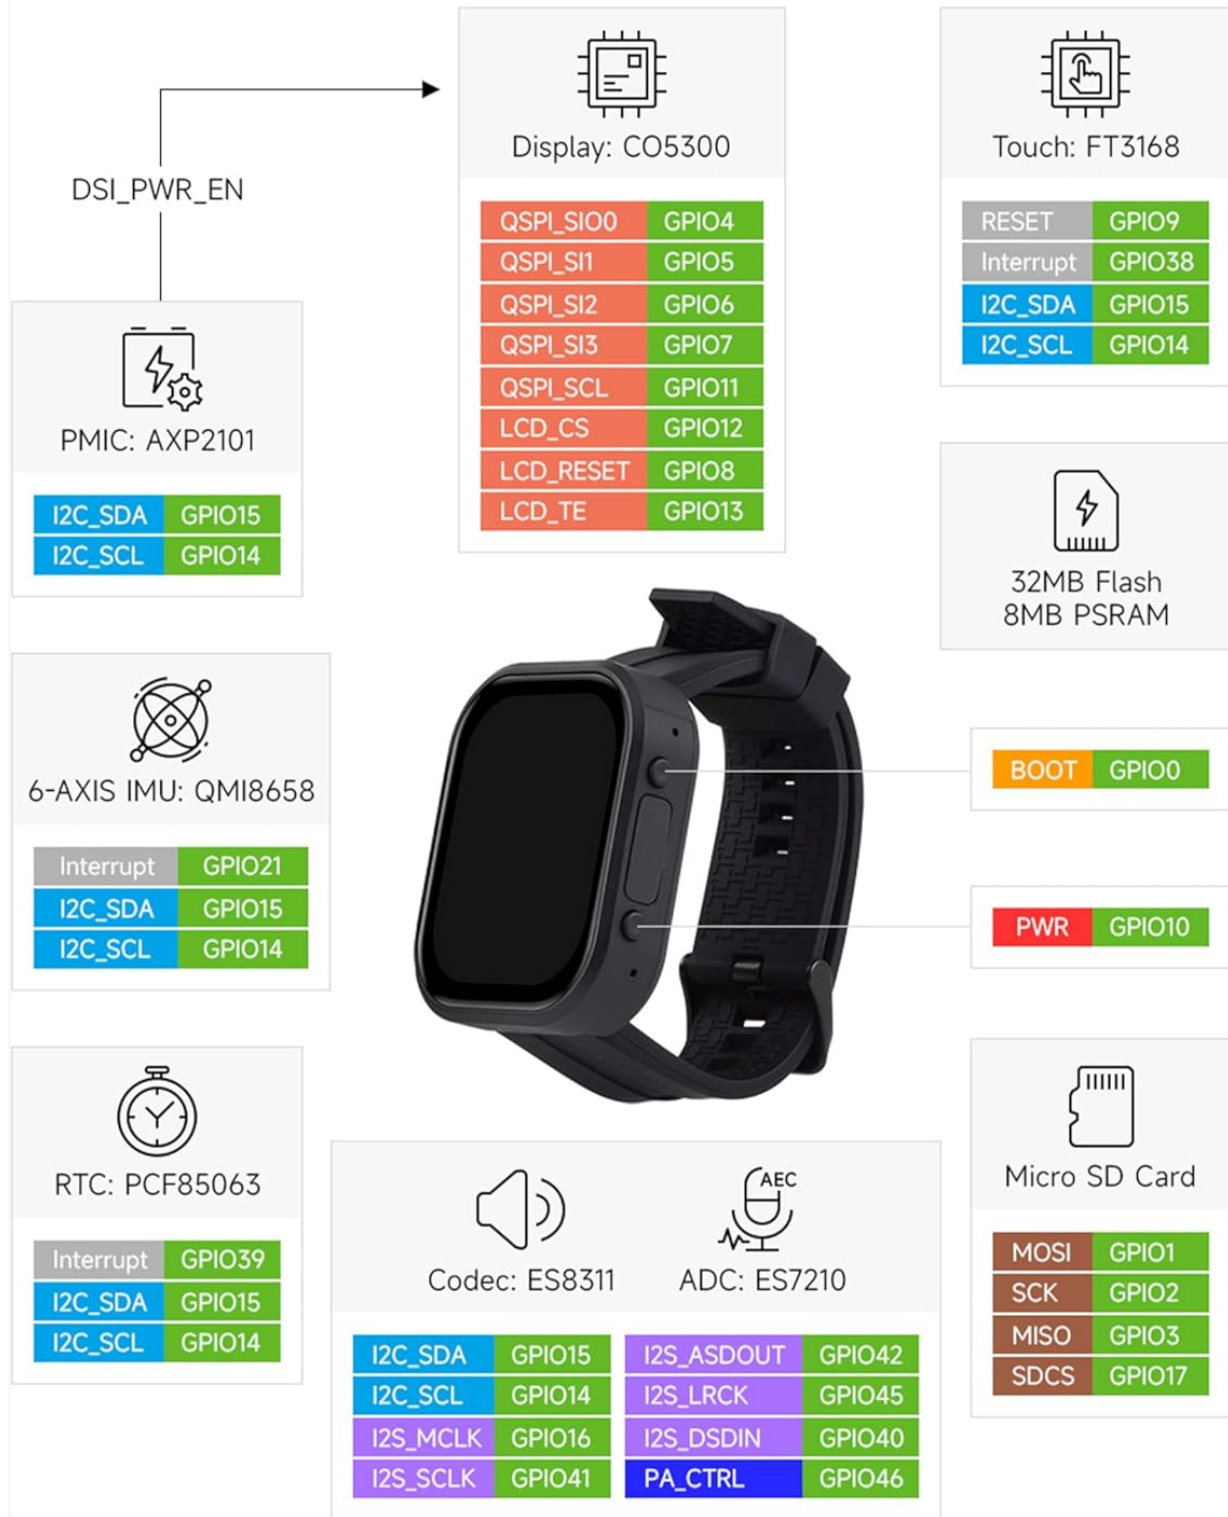 Display: CO5300
QSPI_SIO0 GPIO4
QSPI_SI1 GPIO5
QSPI_SI2 GPIO6
QSPI_SI3 GPIO7
QSPI_SCL GPIO11
LCD_CS GPIO12
LCD_RESET GPIO8
LCD_TE GPIO13
Touch: FT3168
RESET GPIO9
Interrupt GPIO38
I2C_SDA GPIO15
I2C_SCL GPIO14
DSI_PWR_EN
PMIC: AXP2101
I2C_SDA GPIO15
I2C_SCL GPIO14
32MB Flash
8MB PSRAM
6-AXIS IMU: QMI8658
Interrupt GPIO21
I2C_SDA GPIO15
I2C_SCL GPIO14
BOOT GPIO0
PWR GPIO10
RTC: PCF85063
Interrupt GPIO39
I2C_SDA GPIO15
I2C_SCL GPIO14
Codec: ES8311
AEC
ADC: ES7210
I2C_SDA GPIO15
I2C_SCL GPIO14
I2S_MCLK GPIO16
I2S_SCLK GPIO41
I2S_ASDOUT GPIO42
I2S_LRCK GPIO45
I2S_DSDIN GPIO40
PA_CTRL GPIO46
Micro SD Card
MOSI GPIO1
SCK GPIO2
MISO GPIO3
SDCS GPIO17